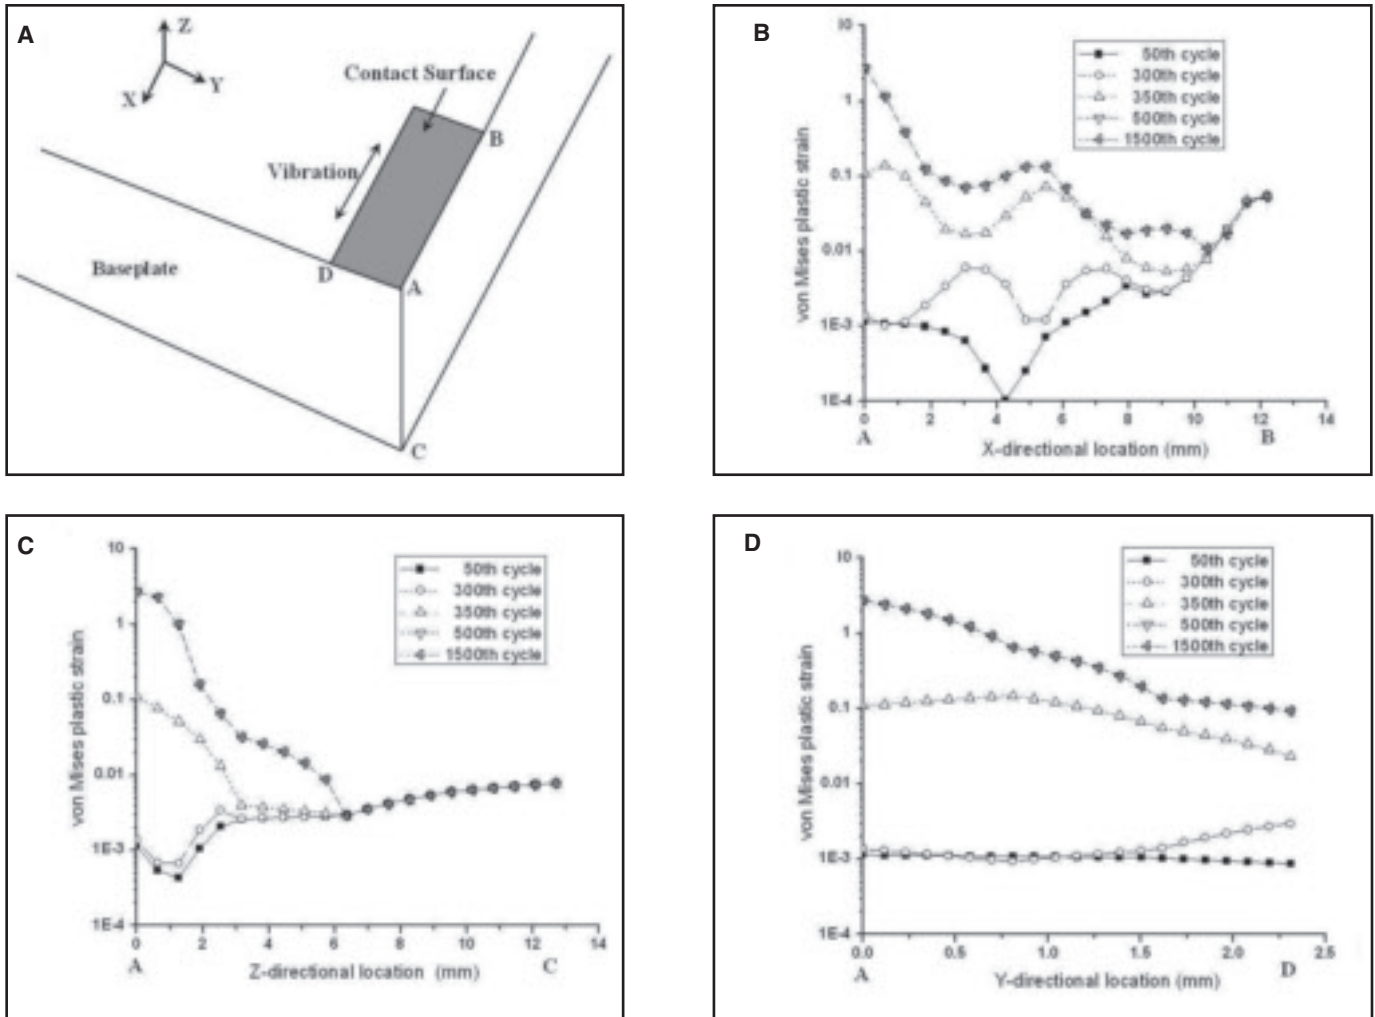 A
Z
Y
X
Contact Surface
B
Vibration
D
A
Baseplate
C
B
10
1
0.1
0.01
1E-3
1E-4
von Mises plastic strain
50th cycle
300th cycle
350th cycle
500th cycle
1500th cycle
0 2 4 6 8 10 12 14
A B
X-directional location (mm)
C
10
1
0.1
0.01
1E-3
1E-4
von Mises plastic strain
50th cycle
300th cycle
350th cycle
500th cycle
1500th cycle
0 2 4 6 8 10 12 14
A C
Z-directional location (mm)
D
10
1
0.1
0.01
1E-3
1E-4
von Mises plastic strain
50th cycle
300th cycle
350th cycle
500th cycle
1500th cycle
0.0 0.5 1.0 1.5 2.0 2.5
A D
Y-directional location (mm)